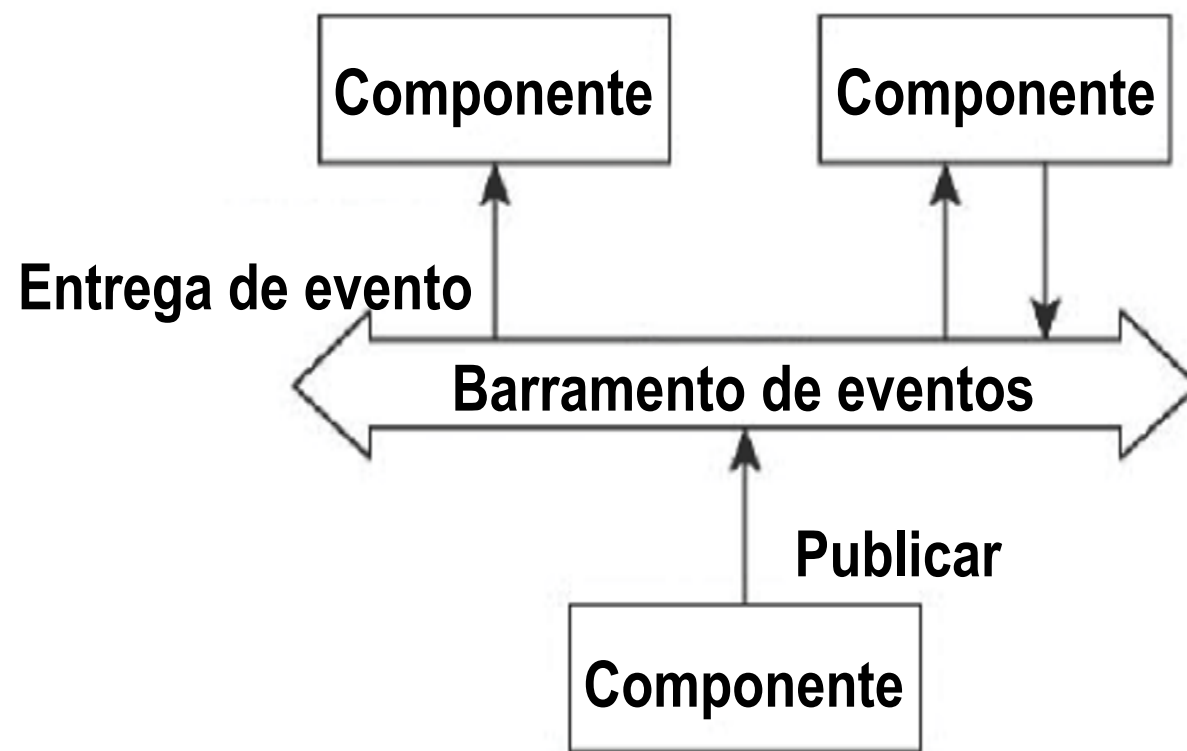 Componente
Componente
Entrega de evento
Barramento de eventos
Publicar
Componente